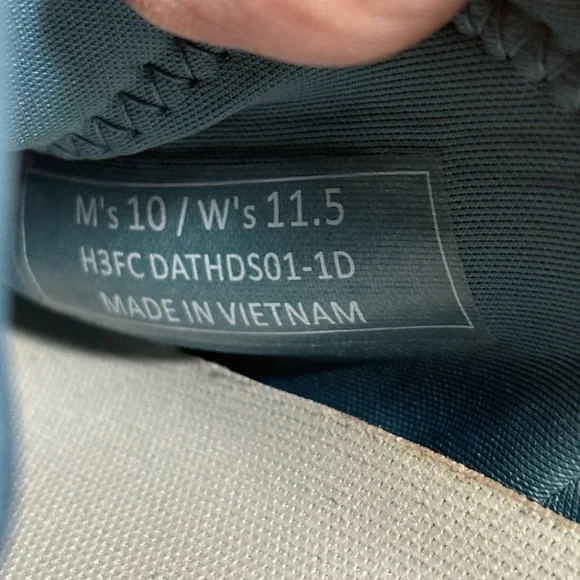 M's 10 / W's 11.5
H3FC DATHDS01-1D
MADE IN VIETNAM